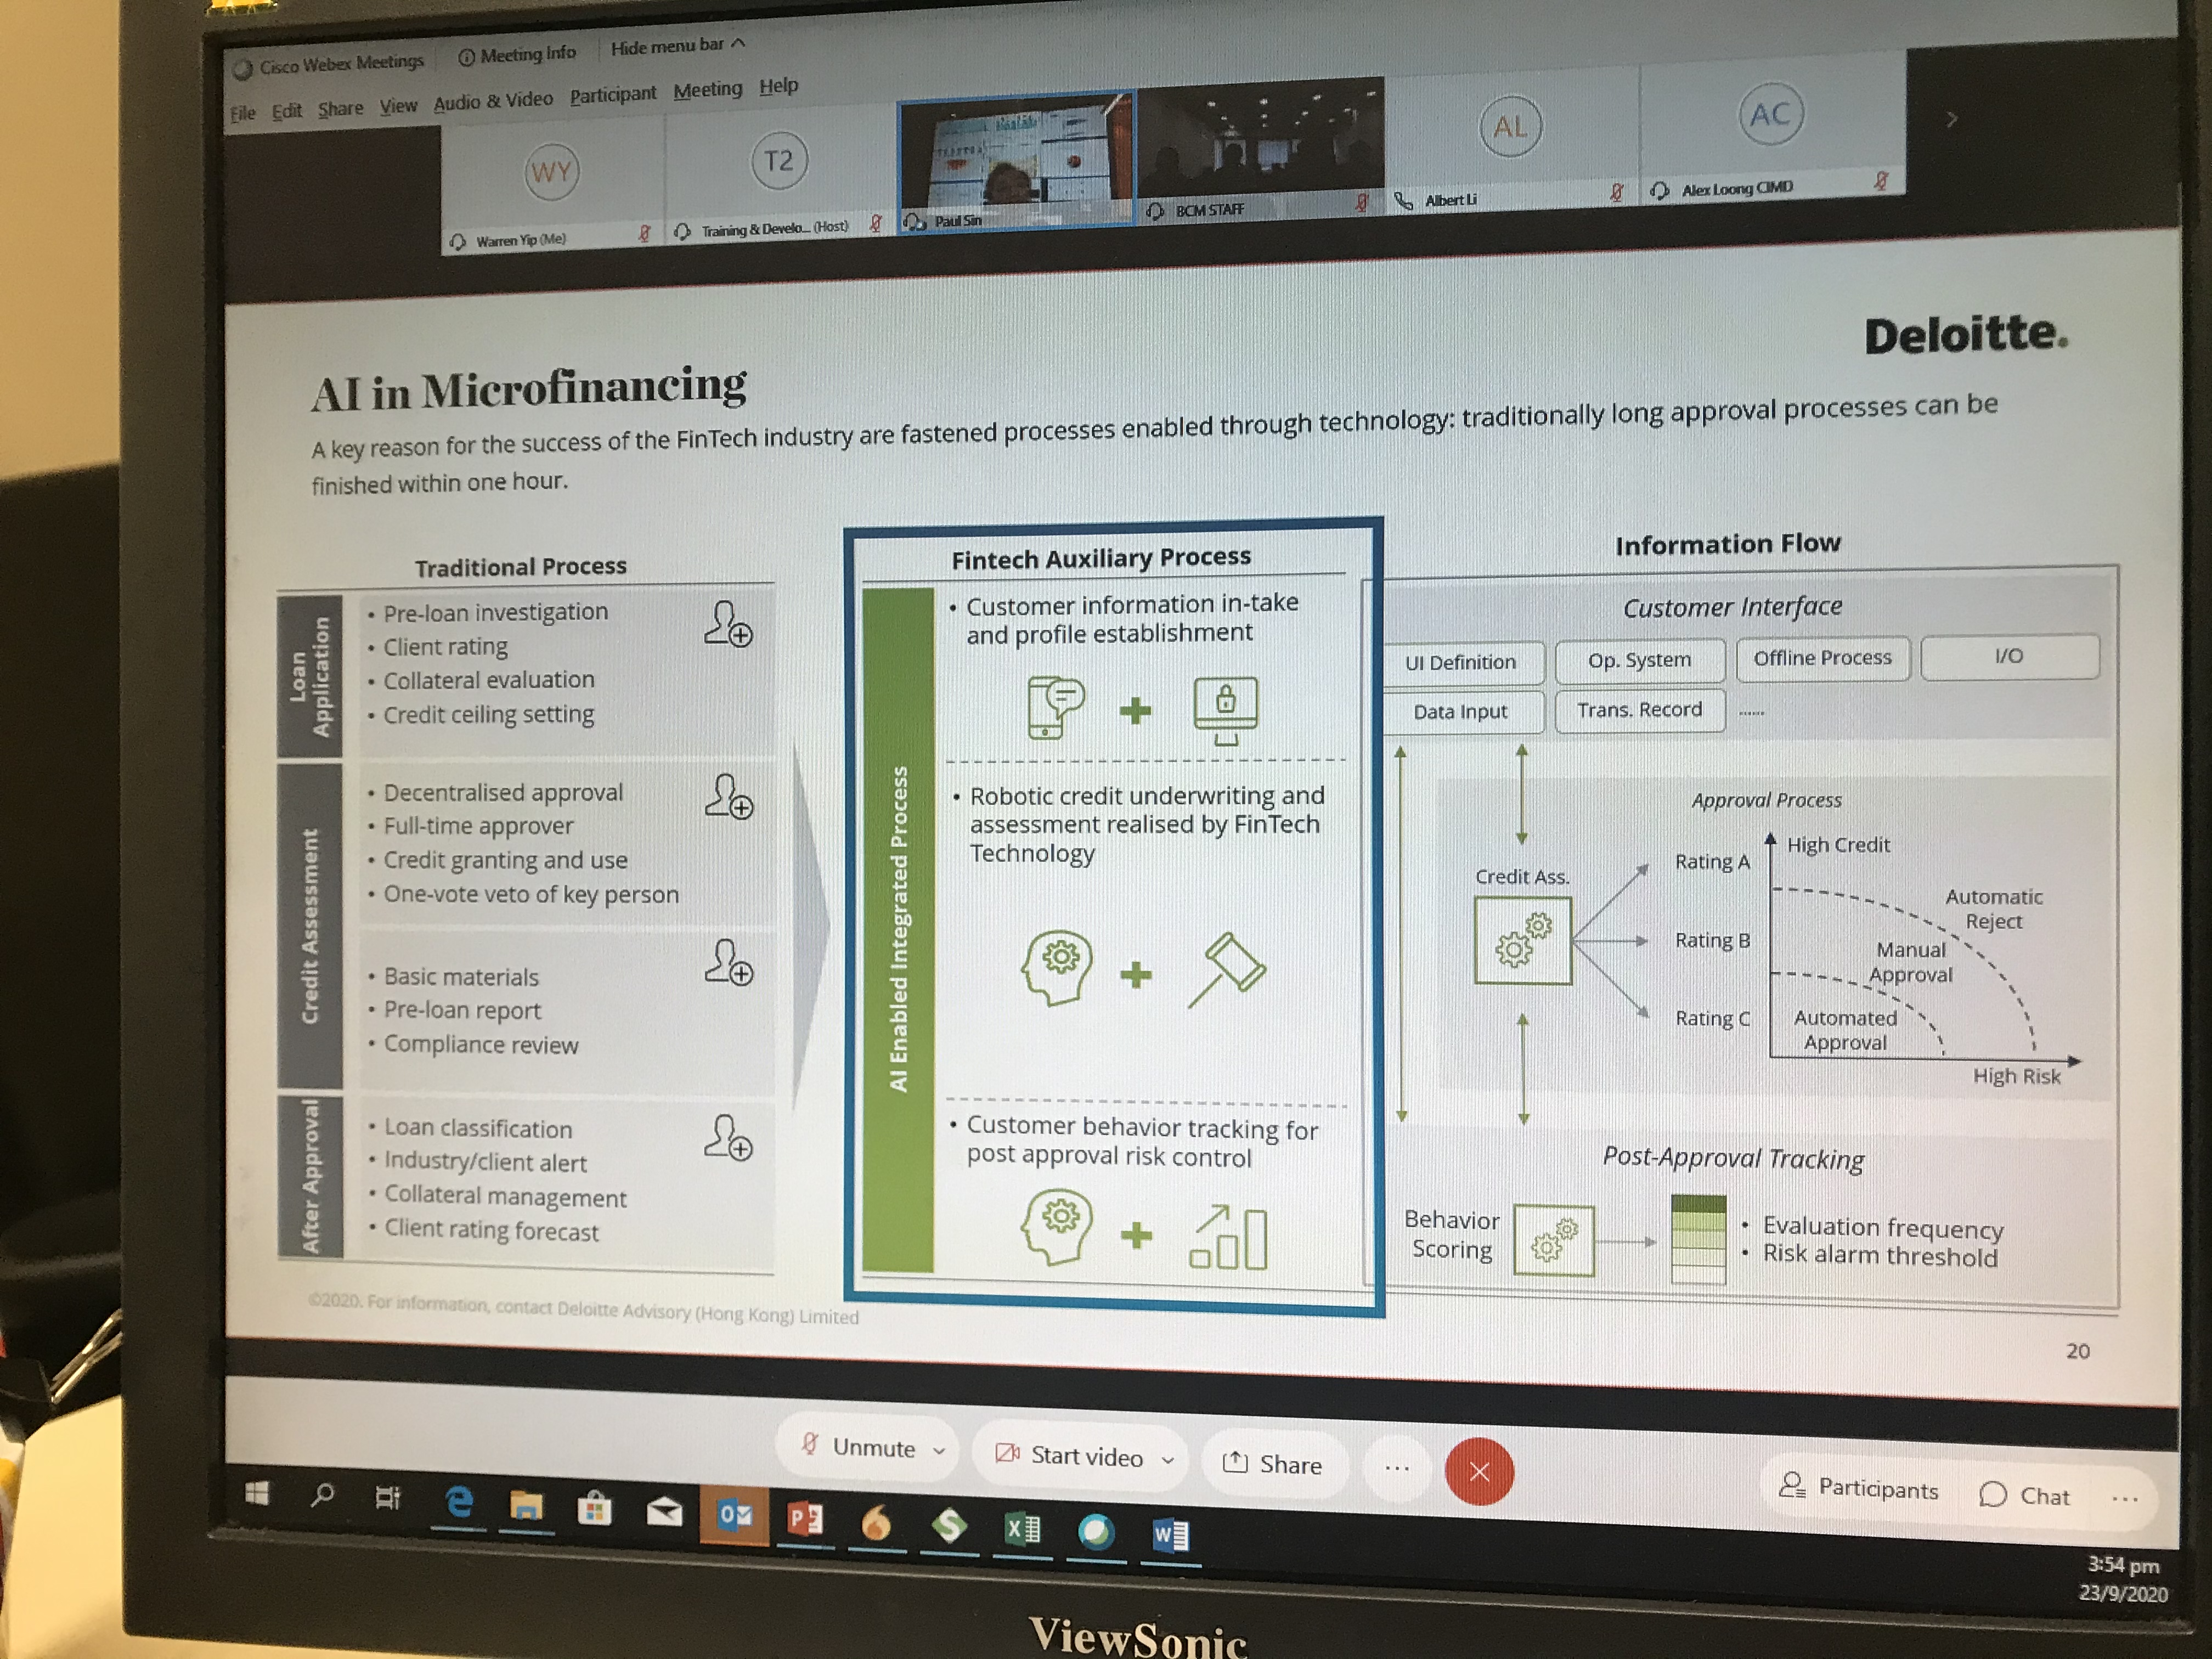 Cisco Webex Meetings
Meeting Info
Hide menu bar
File Edit Share View Audio & Video Participant Meeting Help
WY
T2
AL
AC
Warren Yip (Me)
Training & Develo... (Host)
Paul Sin
BCM STAFF
Albert Li
Alex Loong CIMD
Deloitte.
AI in Microfinancing
A key reason for the success of the FinTech industry are fastened processes enabled through technology: traditionally long approval processes can be
finished within one hour.
Traditional Process
Loan
Application
• Pre-loan investigation
• Client rating
• Collateral evaluation
• Credit ceiling setting
Credit Assessment
• Decentralised approval
• Full-time approver
• Credit granting and use
• One-vote veto of key person
• Basic materials
• Pre-loan report
• Compliance review
After Approval
• Loan classification
• Industry/client alert
• Collateral management
• Client rating forecast
Fintech Auxiliary Process
AI Enabled Integrated Process
• Customer information in-take
and profile establishment
• Robotic credit underwriting and
assessment realised by FinTech
Technology
• Customer behavior tracking for
post approval risk control
Information Flow
Customer Interface
UI Definition
Op. System
Offline Process
I/O
Data Input
Trans. Record
......
Approval Process
Credit Ass.
Rating A
Rating B
Rating C
High Credit
Automatic
Reject
Manual
Approval
Automated
Approval
High Risk
Post-Approval Tracking
Behavior
Scoring
• Evaluation frequency
• Risk alarm threshold
©2020. For information, contact Deloitte Advisory (Hong Kong) Limited
20
Unmute
Start video
Share
...
Participants
Chat
...
3:54 pm
23/9/2020
ViewSonic